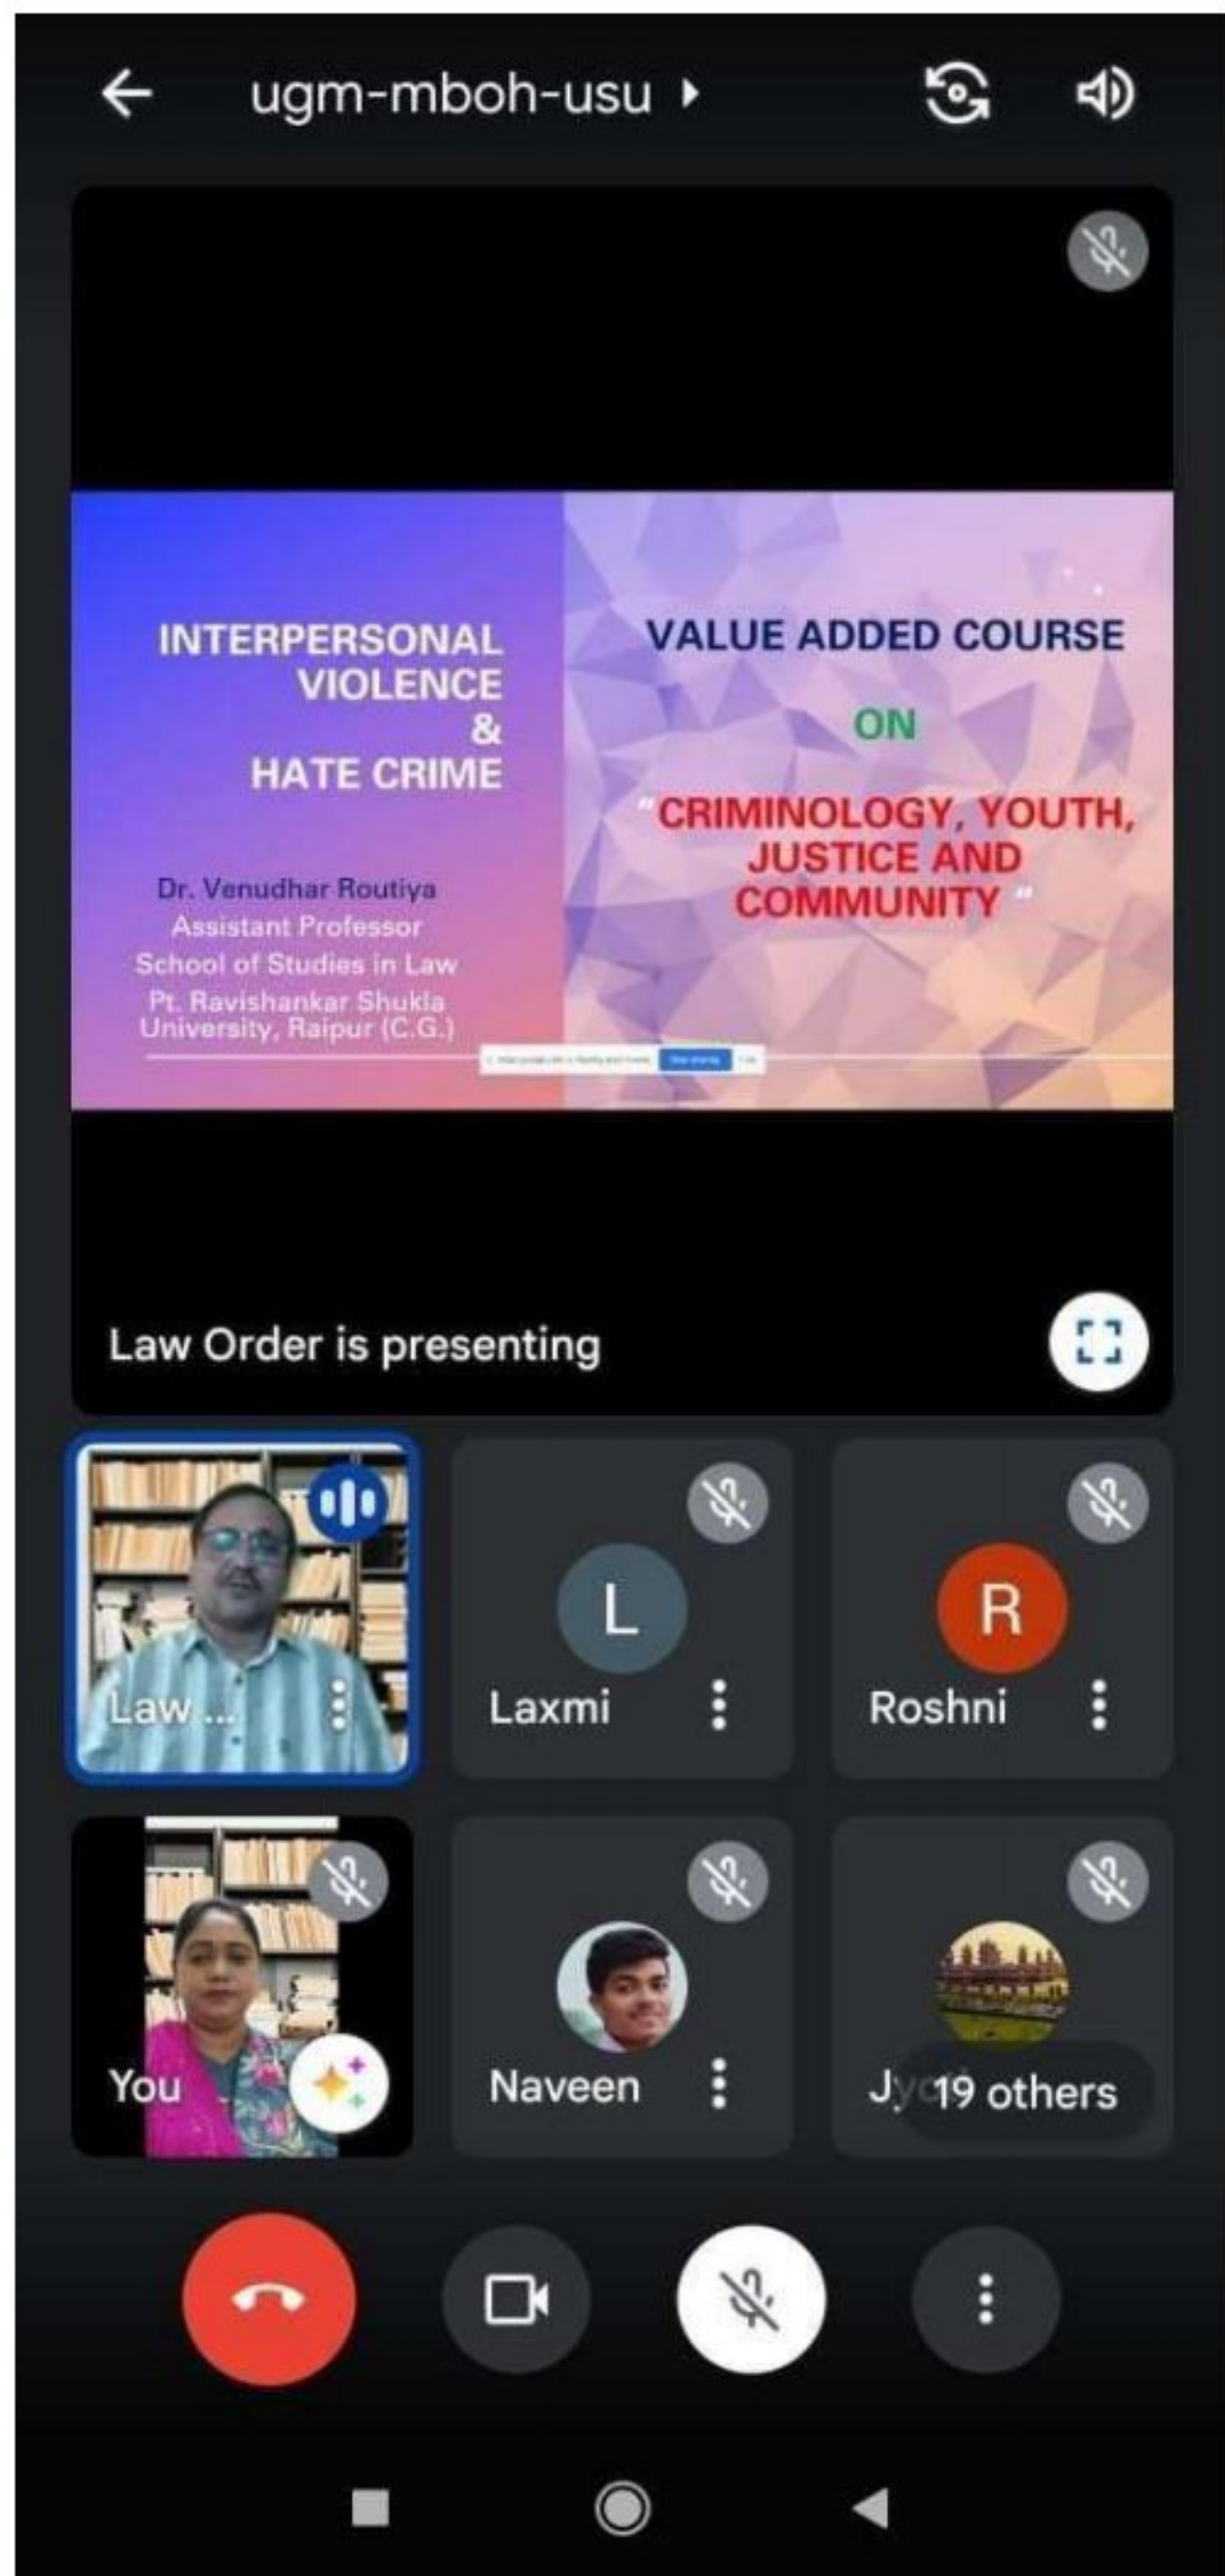 ugm-mboh-usu
INTERPERSONAL
VIOLENCE
&
HATE CRIME
Dr. Venudhar Routiya
Assistant Professor
School of Studies in Law
Pt. Ravishankar Shukla
University, Raipur (C.G.)
VALUE ADDED COURSE
ON
"CRIMINOLOGY, YOUTH,
JUSTICE AND
COMMUNITY"
Law Order is presenting
Law ...
L
Laxmi
R
Roshni
You
Naveen
19 others